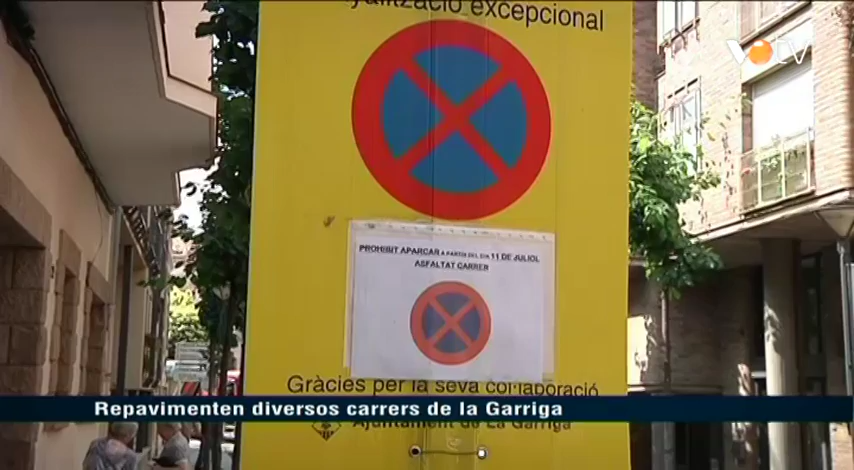 yalització excepcional
VOtv
PROHIBIT APARCAR A PARTIR DEL DIA 11 DE JULIOL
ASFALTAT CARRER
Gràcies per la seva col·laboració
Repavimenten diversos carrers de la Garriga
Ajuntament de La Garriga